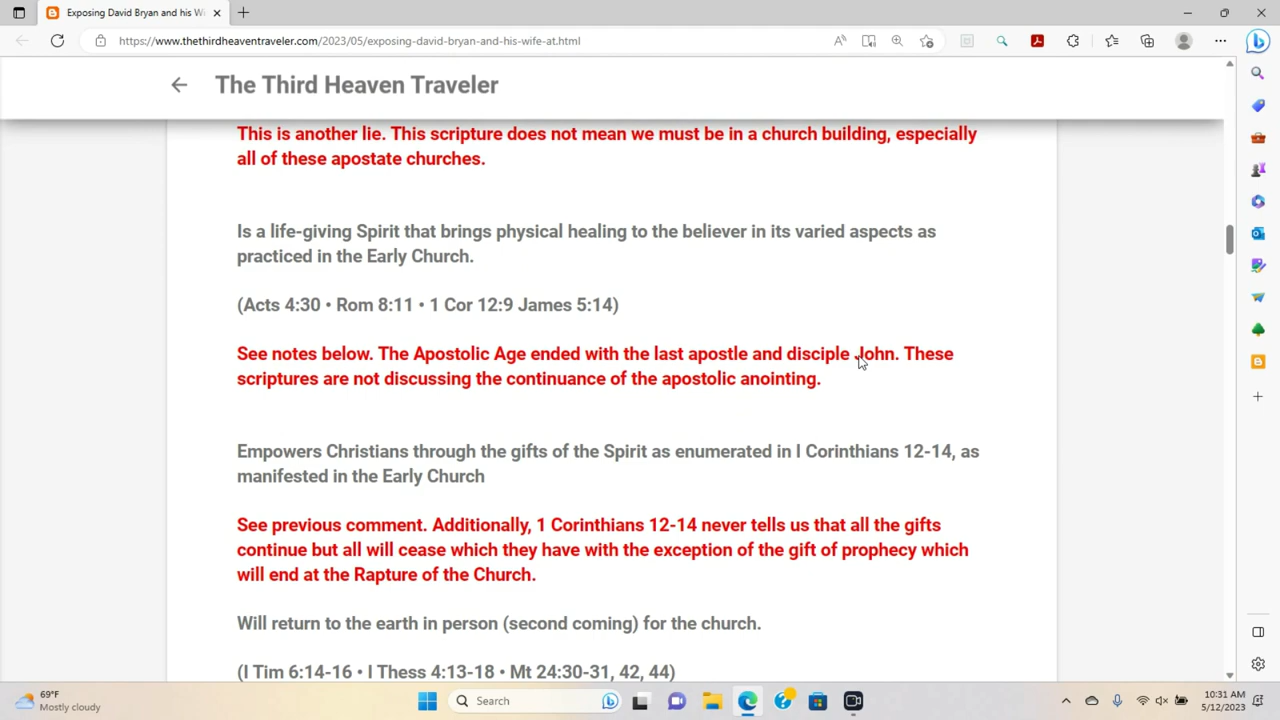 Exposing David Bryan and his Wi
https://www.thethirdheaventraveler.com/2023/05/exposing-david-bryan-and-his-wife-at.html
The Third Heaven Traveler
This is another lie. This scripture does not mean we must be in a church building, especially
all of these apostate churches.
Is a life-giving Spirit that brings physical healing to the believer in its varied aspects as
practiced in the Early Church.
(Acts 4:30 • Rom 8:11 • 1 Cor 12:9 James 5:14)
See notes below. The Apostolic Age ended with the last apostle and disciple John. These
scriptures are not discussing the continuance of the apostolic anointing.
Empowers Christians through the gifts of the Spirit as enumerated in I Corinthians 12-14, as
manifested in the Early Church
See previous comment. Additionally, 1 Corinthians 12-14 never tells us that all the gifts
continue but all will cease which they have with the exception of the gift of prophecy which
will end at the Rapture of the Church.
Will return to the earth in person (second coming) for the church.
(I Tim 6:14-16 • I Thess 4:13-18 • Mt 24:30-31, 42, 44)
69°F
Mostly cloudy
Search
10:31 AM
5/12/2023